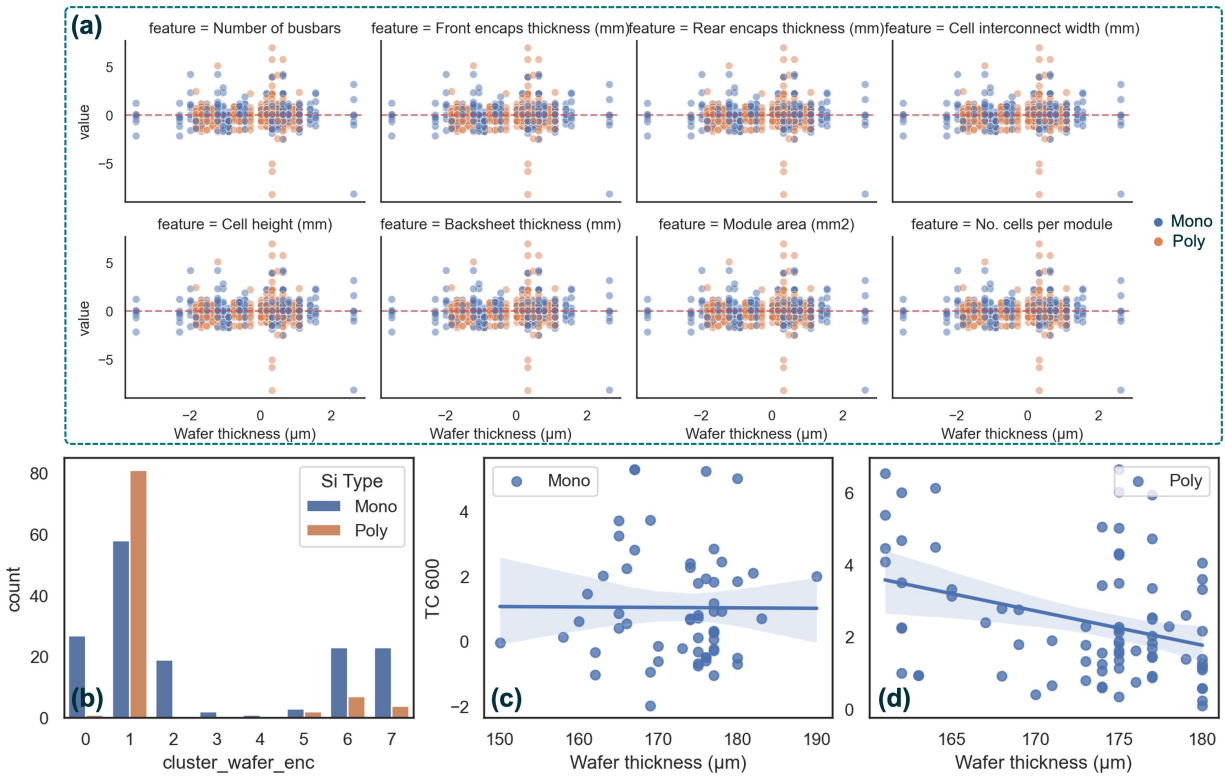 (a)
feature = Number of busbars
feature = Front encaps thickness (mm)
feature = Rear encaps thickness (mm)
feature = Cell interconnect width (mm)
5
0
−5
value
feature = Cell height (mm)
feature = Backsheet thickness (mm)
feature = Module area (mm2)
feature = No. cells per module
Mono
Poly
5
0
−5
value
−2 0 2
−2 0 2
−2 0 2
−2 0 2
Wafer thickness (μm)
Wafer thickness (μm)
Wafer thickness (μm)
Wafer thickness (μm)
80
60
40
20
0
count
Si Type
Mono
Poly
(b)
0 1 2 3 4 5 6 7
cluster_wafer_enc
Mono
4
2
0
−2
TC 600
(c)
150 160 170 180 190
Wafer thickness (μm)
Poly
6
4
2
0
(d)
165 170 175 180
Wafer thickness (μm)